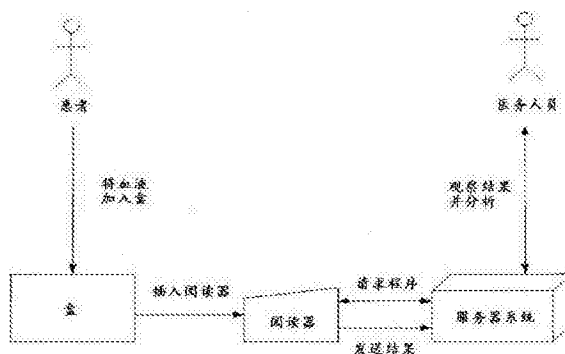 患者
医务人员
将血液
加入盒
观察结果
并分析
盒
插入阅读器
阅读器
请求程序
服务器系统
发送结果